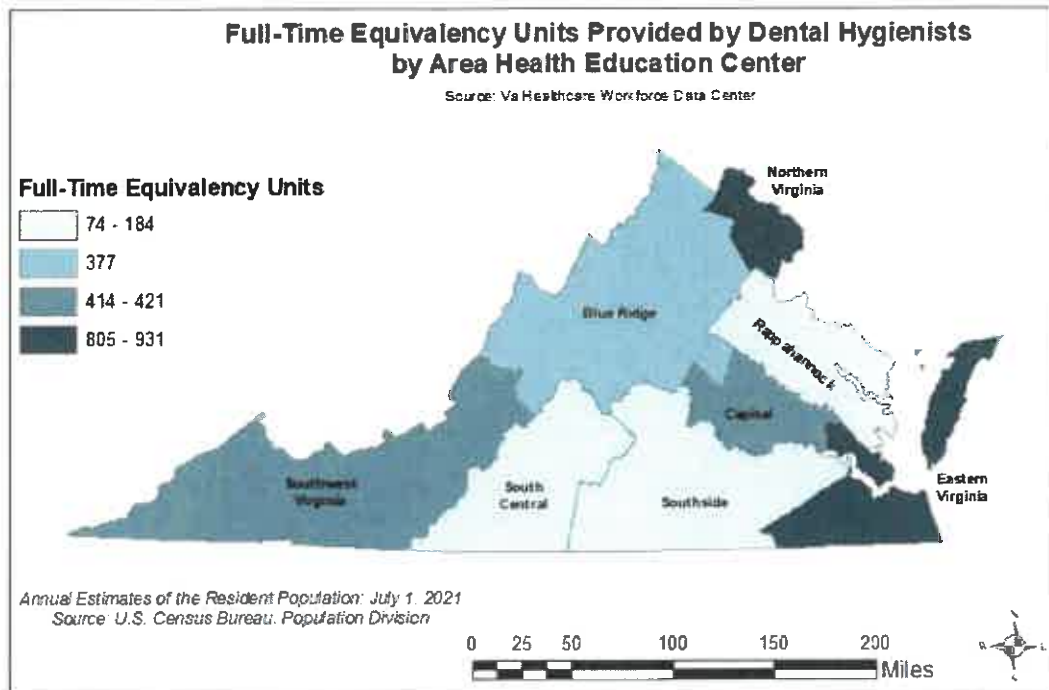 Full-Time Equivalency Units Provided by Dental Hygienists
by Area Health Education Center
Source: Va Healthcare Workforce Data Center
Full-Time Equivalency Units
74 - 184
377
414 - 421
805 - 931
Northern
Virginia
Blue Ridge
Rappahannock
Capital
Southwest
Virginia
South
Central
Southside
Eastern
Virginia
Annual Estimates of the Resident Population: July 1, 2021
Source: U.S. Census Bureau, Population Division
0 25 50 100 150 200
Miles